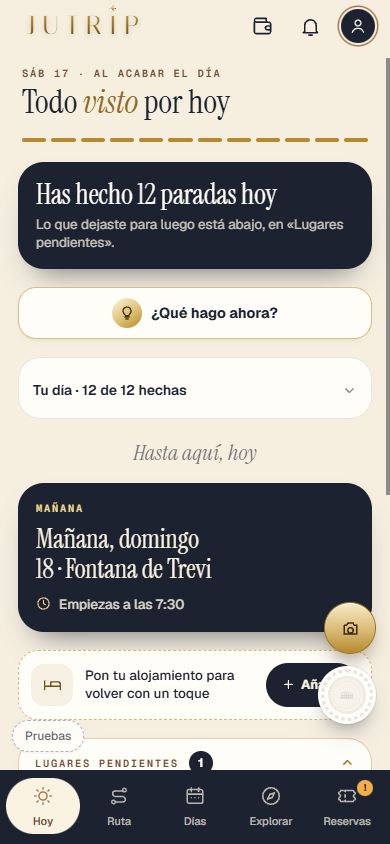 JUTRIP
SÁB 17 · AL ACABAR EL DÍA
Todo visto por hoy
Has hecho 12 paradas hoy
Lo que dejaste para luego está abajo, en «Lugares
pendientes».
¿Qué hago ahora?
Tu día · 12 de 12 hechas
Hasta aquí, hoy
MAÑANA
Mañana, domingo
18 · Fontana de Trevi
Empiezas a las 7:30
Pon tu alojamiento para
volver con un toque
+
Pruebas
LUGARES PENDIENTES 1
Hoy
Ruta
Días
Explorar
!
Reservas